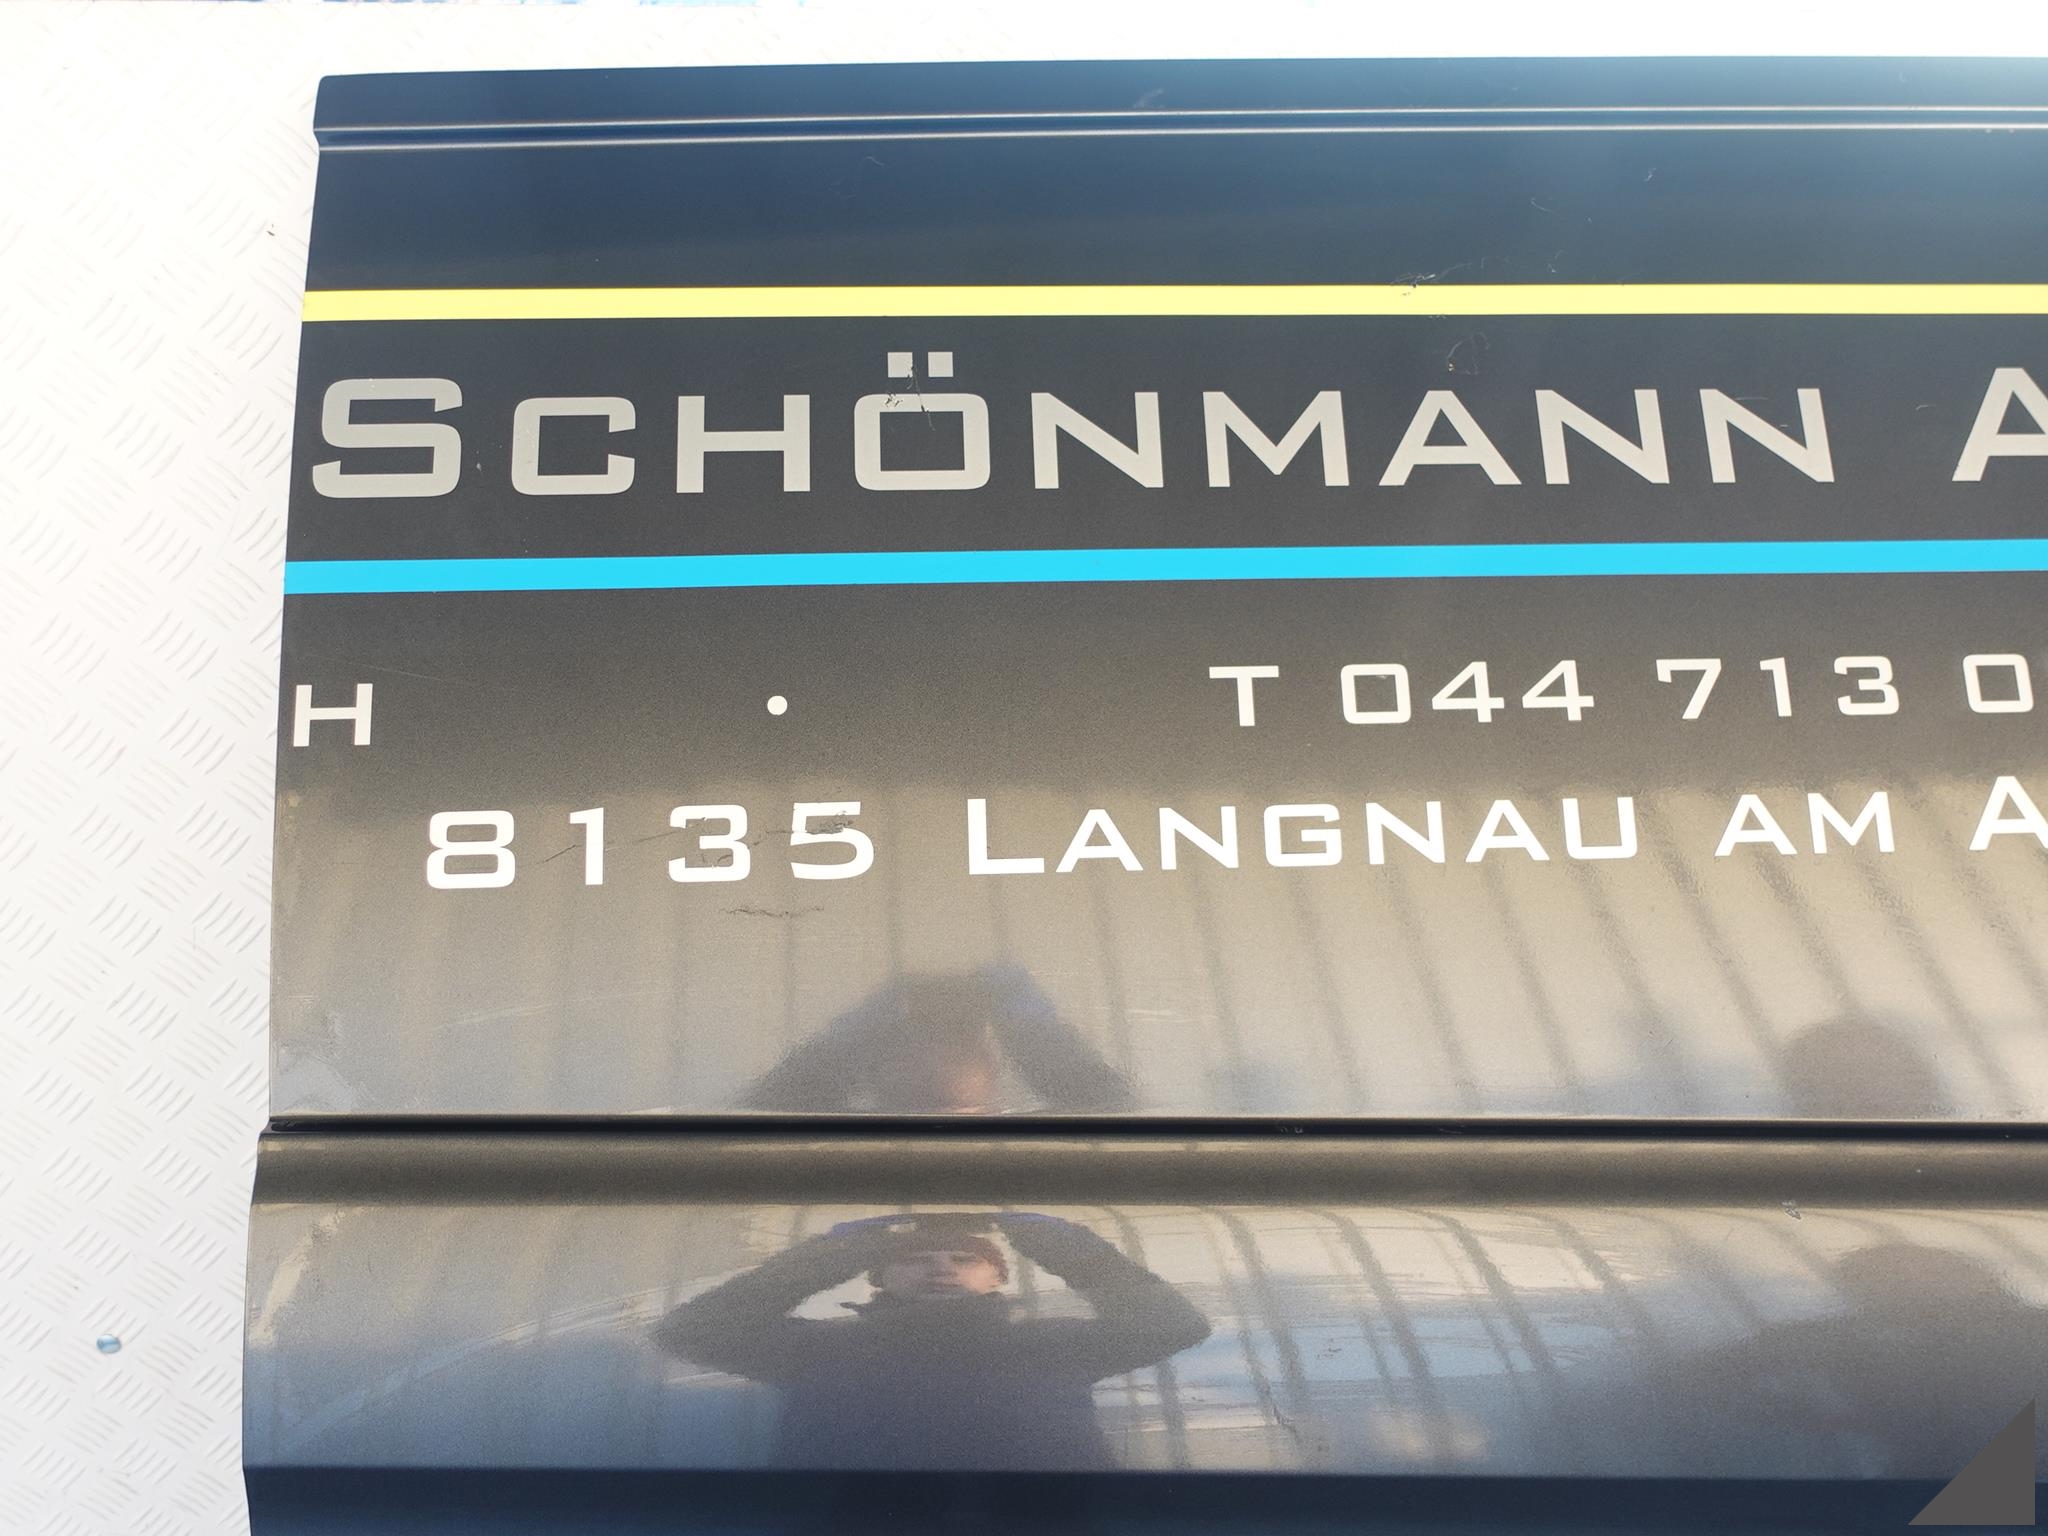 SCHÖNMANN A
H • T 044 713 0
8135 LANGNAU AM A